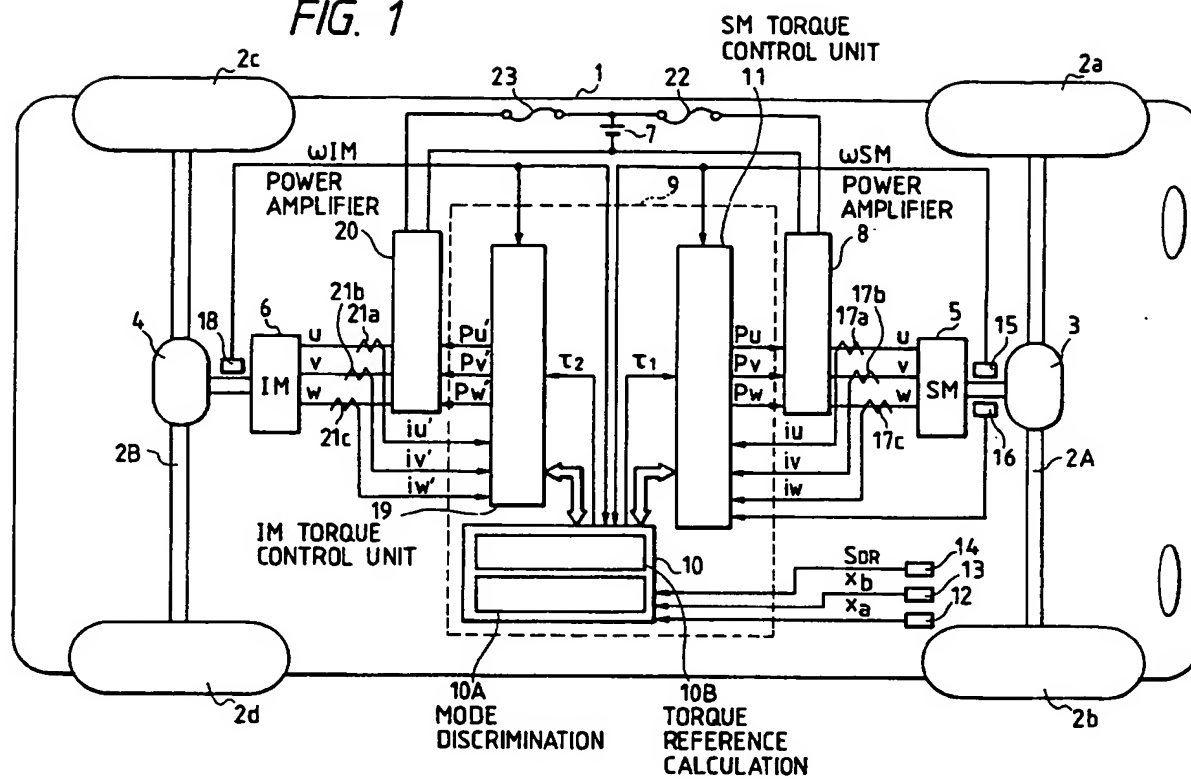 FIG. 1
SM TORQUE
CONTROL UNIT
2c
23
1
22
11
2a
7
ωIM
ωSM
POWER
AMPLIFIER
9
POWER
AMPLIFIER
20
8
21b
21a
17b
17a
4
18
6
u
v
w
IM
21c
Pu'
Pv'
Pw'
τ2
τ1
Pu
Pv
Pw
u
v
w
17c
5
SM
15
3
16
iu'
iv'
iw'
iu
iv
iw
2B
2A
19
IM TORQUE
CONTROL UNIT
10
SDR
14
xb
13
xa
12
10A
MODE
DISCRIMINATION
10B
TORQUE
REFERENCE
CALCULATION
2d
2b